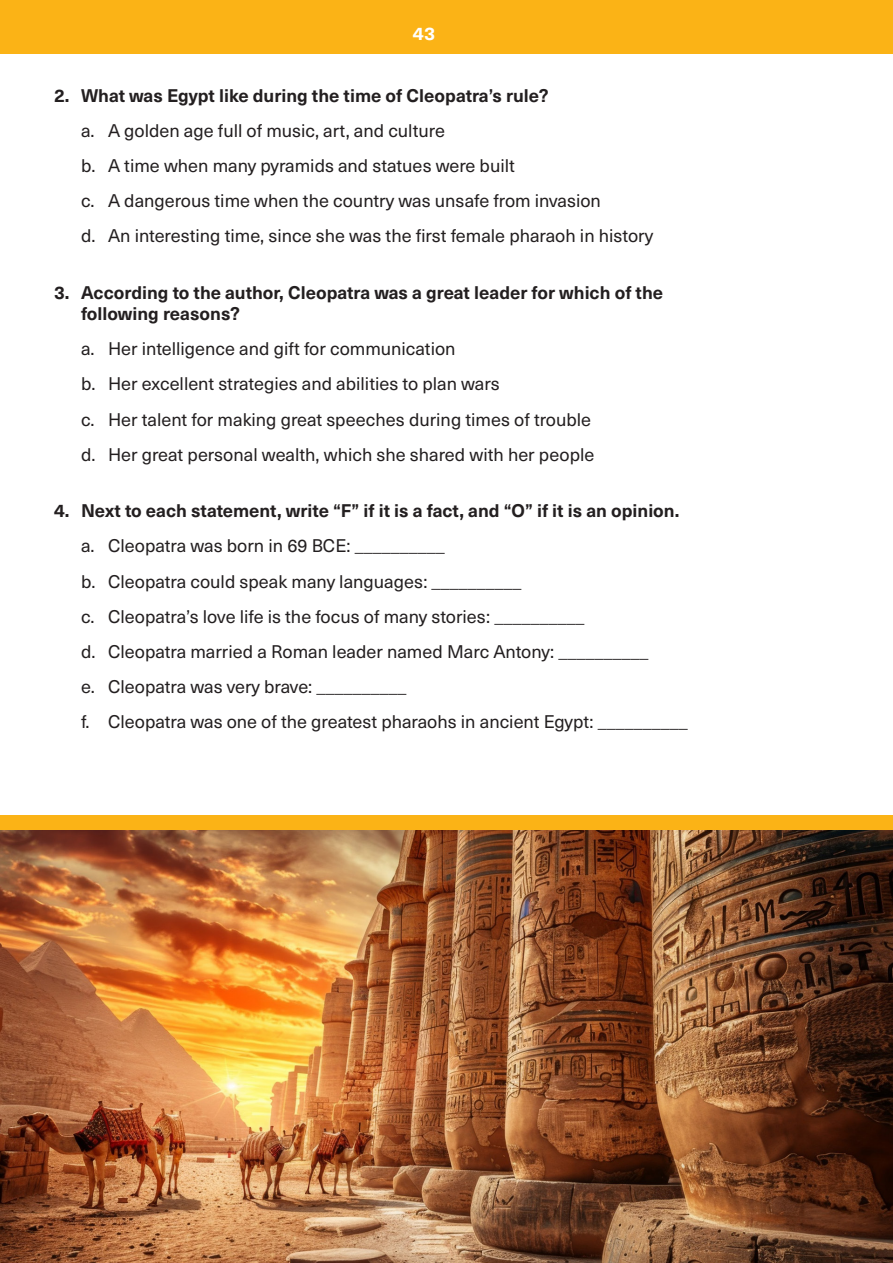 43
2. What was Egypt like during the time of Cleopatra’s rule?
a. A golden age full of music, art, and culture
b. A time when many pyramids and statues were built
c. A dangerous time when the country was unsafe from invasion
d. An interesting time, since she was the first female pharaoh in history
3. According to the author, Cleopatra was a great leader for which of the
following reasons?
a. Her intelligence and gift for communication
b. Her excellent strategies and abilities to plan wars
c. Her talent for making great speeches during times of trouble
d. Her great personal wealth, which she shared with her people
4. Next to each statement, write “F” if it is a fact, and “O” if it is an opinion.
a. Cleopatra was born in 69 BCE: __________
b. Cleopatra could speak many languages: __________
c. Cleopatra’s love life is the focus of many stories: __________
d. Cleopatra married a Roman leader named Marc Antony: __________
e. Cleopatra was very brave: __________
f. Cleopatra was one of the greatest pharaohs in ancient Egypt: __________